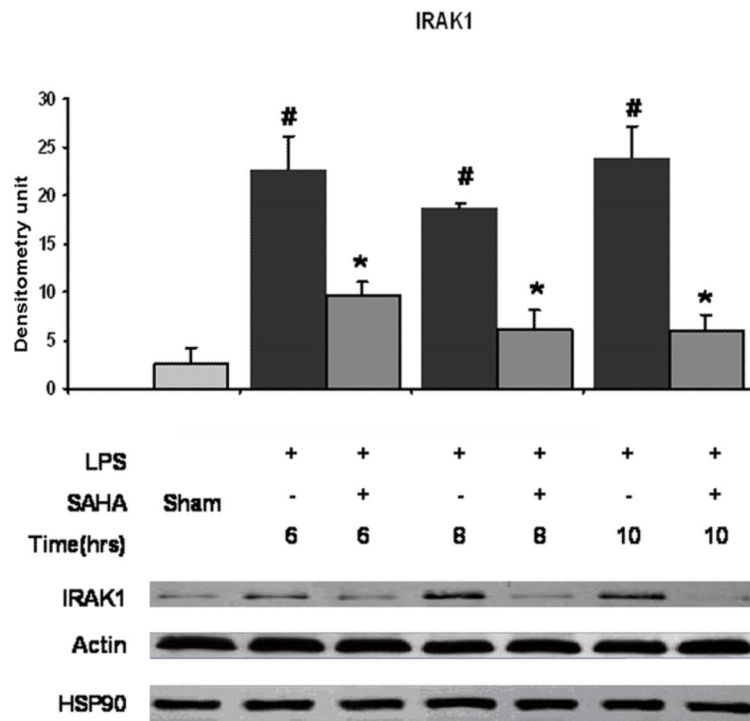 IRAK1
Densitometry unit
30
25
20
15
10
5
0
#
*
#
*
#
*
LPS + + + + + +
SAHA Sham - + - + - +
Time(hrs) 6 6 8 8 10 10
IRAK1
Actin
HSP90